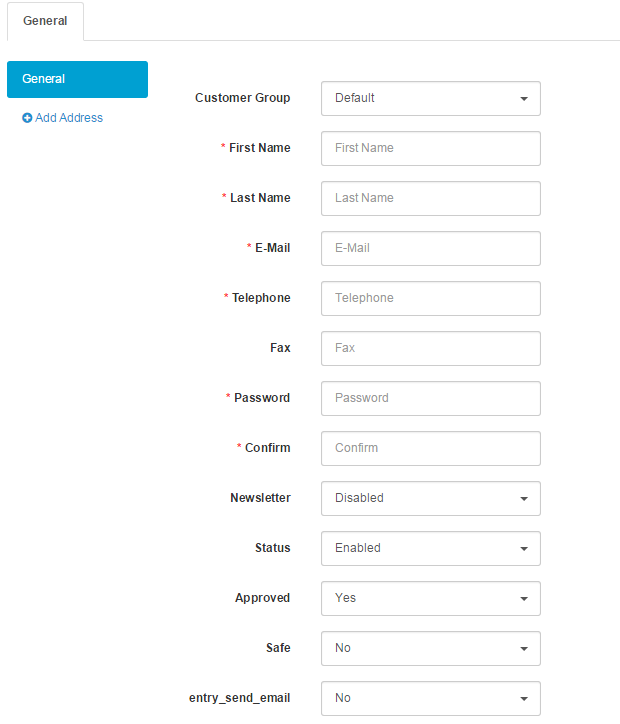 General
General
Add Address
Customer Group Default
* First Name First Name
* Last Name Last Name
* E-Mail E-Mail
* Telephone Telephone
Fax Fax
* Password Password
* Confirm Confirm
Newsletter Disabled
Status Enabled
Approved Yes
Safe No
entry_send_email No